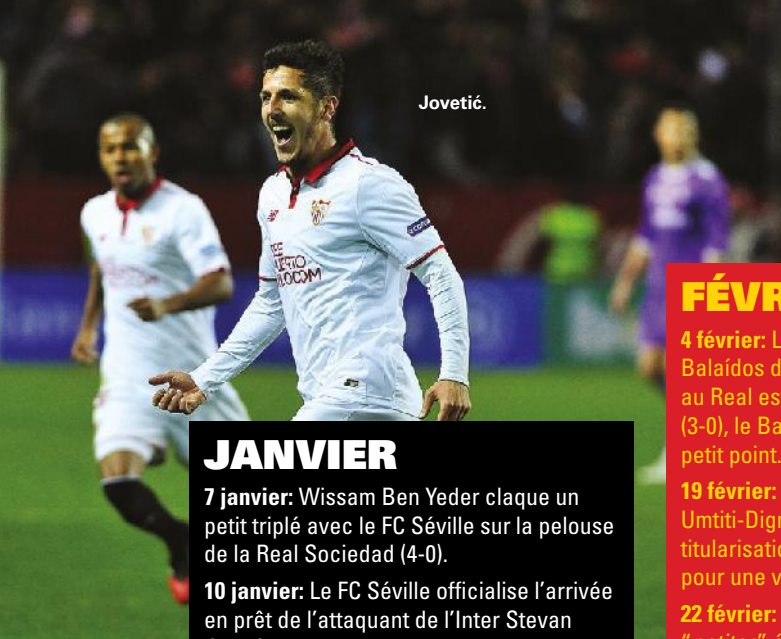 Jovetić.
JANVIER
7 janvier: Wissam Ben Yeder claque un
petit triplé avec le FC Séville sur la pelouse
de la Real Sociedad (4-0).
10 janvier: Le FC Séville officialise l’arrivée
en prêt de l’attaquant de l’Inter Stevan
FÉVR
4 février: L
Balaídos d
au Real es
(3-0), le Ba
petit point.
19 février:
Umtiti-Dign
titularisatio
pour une v
22 février: